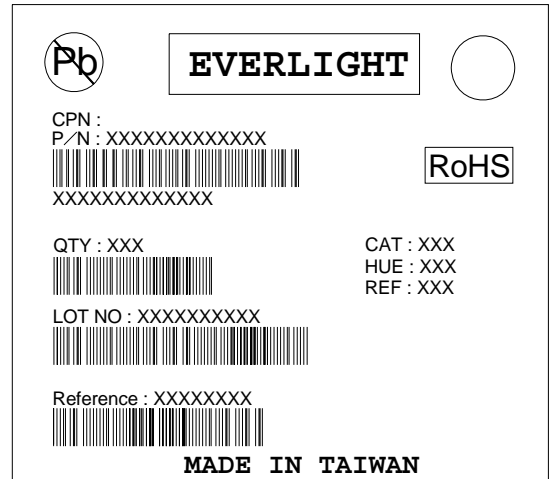 Pb
EVERLIGHT
CPN :
P/N : XXXXXXXXXXXXX
RoHS
XXXXXXXXXXXXX
QTY : XXX
CAT : XXX
HUE : XXX
REF : XXX
LOT NO : XXXXXXXXXX
Reference : XXXXXXXX
MADE IN TAIWAN